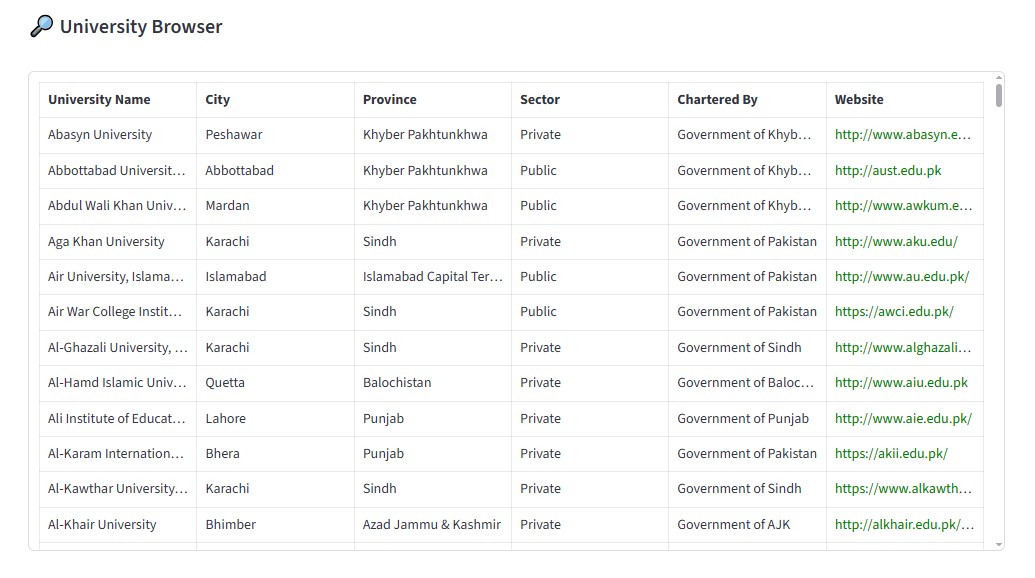 University Browser
University Name City Province Sector Chartered By Website
Abasyn University Peshawar Khyber Pakhtunkhwa Private Government of Khyb... http://www.abasyn.e...
Abbottabad Universit... Abbottabad Khyber Pakhtunkhwa Public Government of Khyb... http://aust.edu.pk
Abdul Wali Khan Univ... Mardan Khyber Pakhtunkhwa Public Government of Khyb... http://www.awkum.e...
Aga Khan University Karachi Sindh Private Government of Pakistan http://www.aku.edu/
Air University, Islama... Islamabad Islamabad Capital Ter... Public Government of Pakistan http://www.au.edu.pk/
Air War College Instit... Karachi Sindh Public Government of Pakistan https://awci.edu.pk/
Al-Ghazali University, ... Karachi Sindh Private Government of Sindh http://www.alghazali...
Al-Hamd Islamic Univ... Quetta Balochistan Private Government of Baloc... http://www.aiu.edu.pk
Ali Institute of Educat... Lahore Punjab Private Government of Punjab http://www.aie.edu.pk/
Al-Karam Internation... Bhera Punjab Private Government of Pakistan https://akii.edu.pk/
Al-Kawthar University... Karachi Sindh Private Government of Sindh https://www.alkawth...
Al-Khair University Bhimber Azad Jammu & Kashmir Private Government of AJK http://alkhair.edu.pk/...